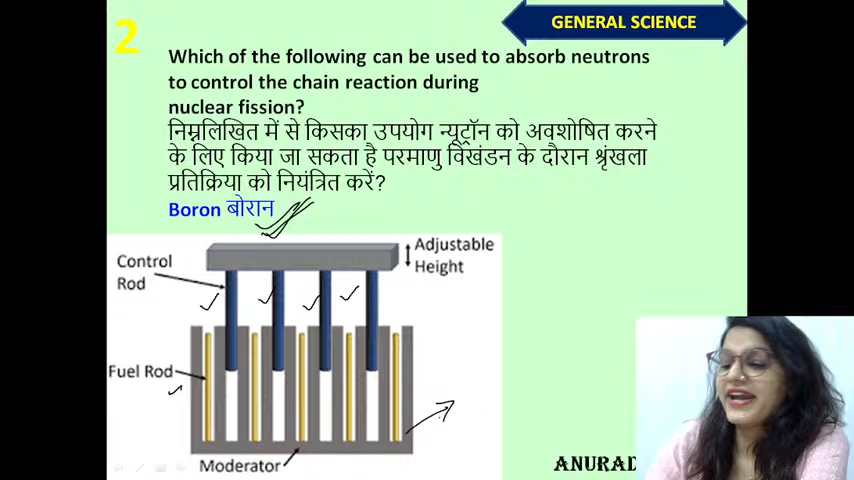 2
GENERAL SCIENCE
Which of the following can be used to absorb neutrons
to control the chain reaction during
nuclear fission?
निम्नलिखित में से किसका उपयोग न्यूट्रॉन को अवशोषित करने
के लिए किया जा सकता है परमाणु विखंडन के दौरान श्रृंखला
प्रतिक्रिया को नियंत्रित करें?
Boron बोरान
Adjustable
Height
Control
Rod
Fuel Rod
Moderator